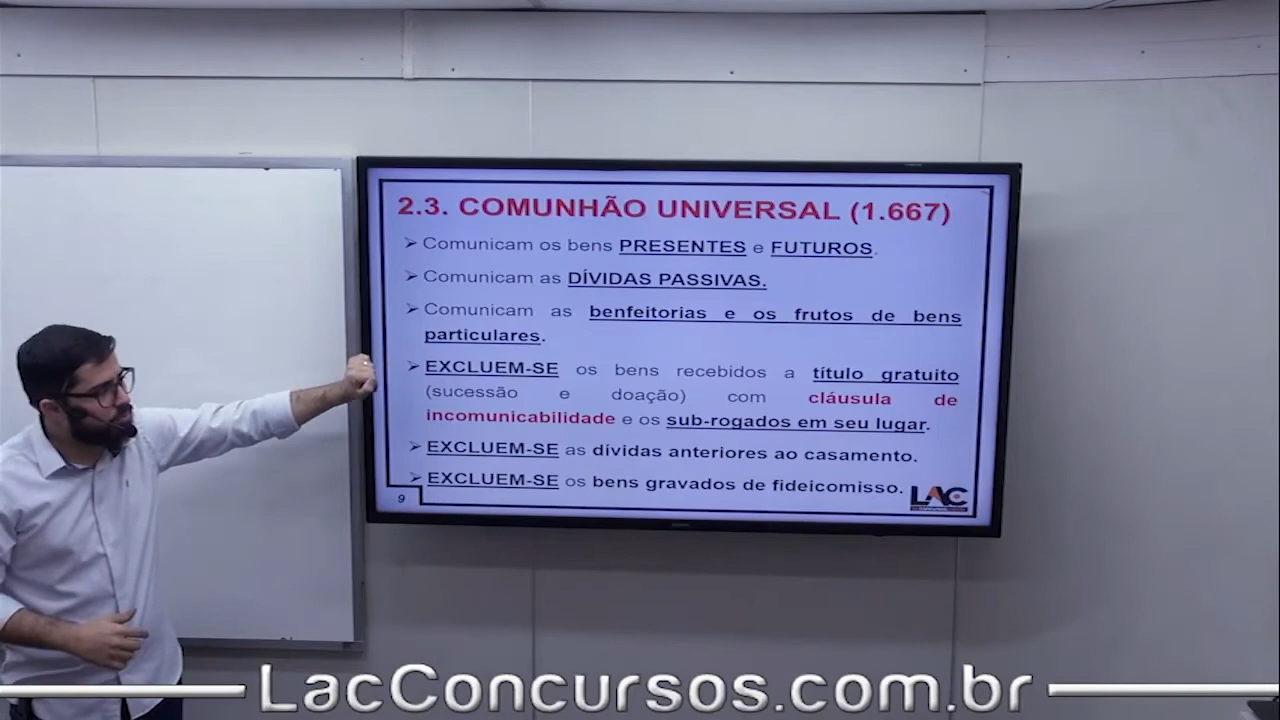 2.3. COMUNHÃO UNIVERSAL (1.667)
➢ Comunicam os bens PRESENTES e FUTUROS.
➢ Comunicam as DÍVIDAS PASSIVAS.
➢ Comunicam as benfeitorias e os frutos de bens
particulares.
➢ EXCLUEM-SE os bens recebidos a título gratuito
(sucessão e doação) com cláusula de
incomunicabilidade e os sub-rogados em seu lugar.
➢ EXCLUEM-SE as dívidas anteriores ao casamento.
➢ EXCLUEM-SE os bens gravados de fideicomisso.
9
LAC
LacConcursos.com.br